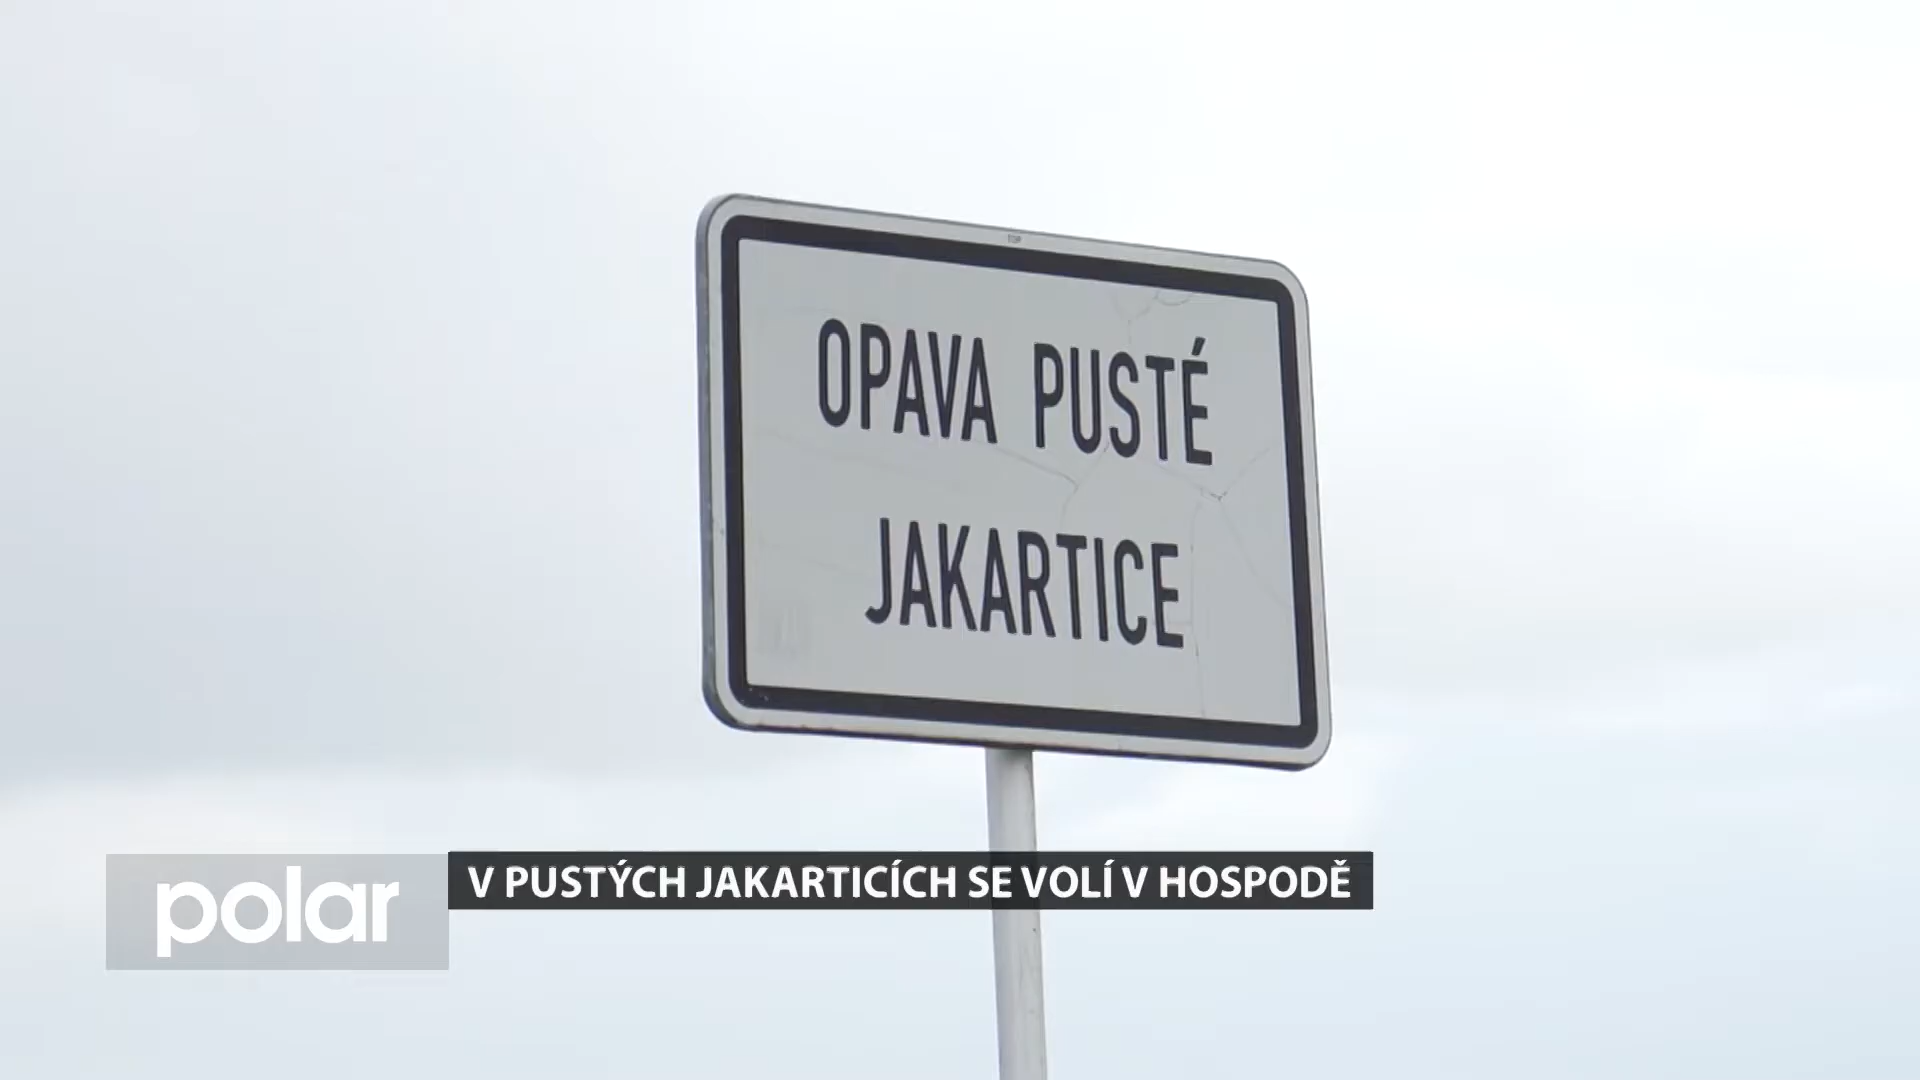 OPAVA PUSTÉ
JAKARTICE
polar
V PUSTÝCH JAKARTICÍCH SE VOLÍ V HOSPODĚ